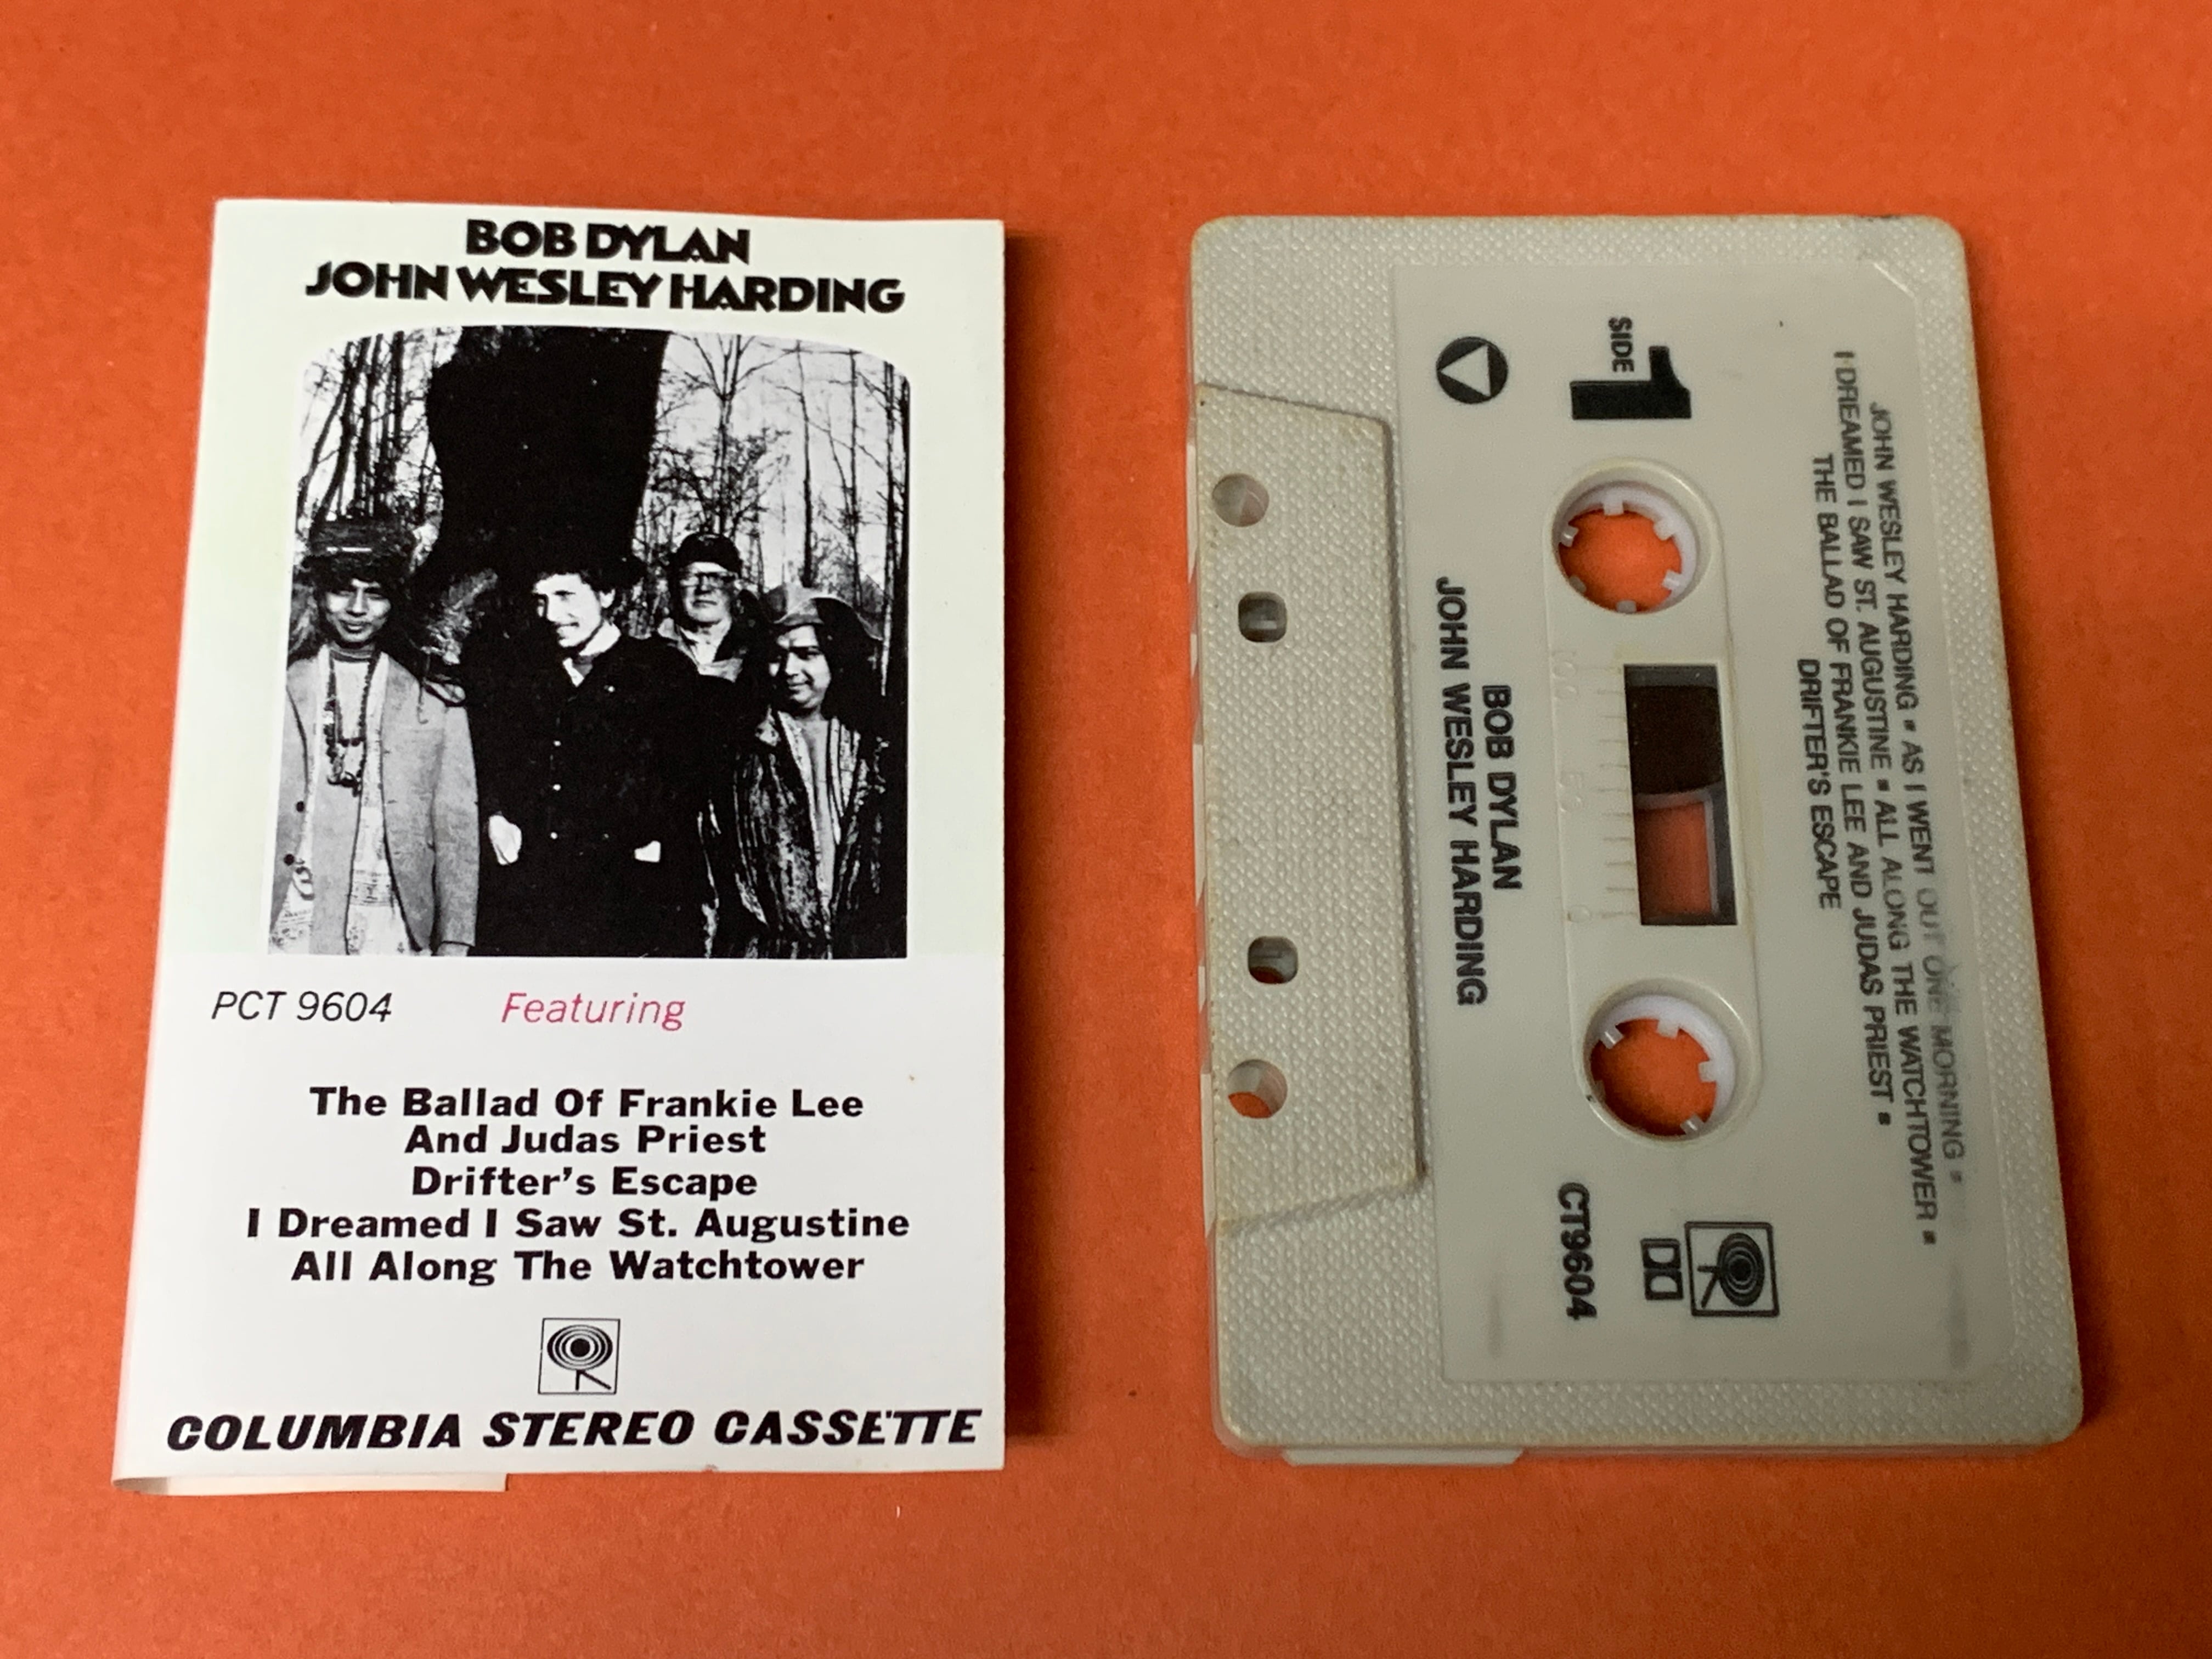 BOB DYLAN
JOHN WESLEY HARDING
PCT 9604
Featuring
The Ballad Of Frankie Lee
And Judas Priest
Drifter's Escape
I Dreamed I Saw St. Augustine
All Along The Watchtower
COLUMBIA STEREO CASSETTE
JOHN WESLEY HARDING ▪ AS I WENT OUT ONE MORNING ▪
I DREAMED I SAW ST. AUGUSTINE ▪ ALL ALONG THE WATCHTOWER ▪
THE BALLAD OF FRANKIE LEE AND JUDAS PRIEST ▪
DRIFTER'S ESCAPE
SIDE
1
100 50 0
CT9604
BOB DYLAN
JOHN WESLEY HARDING